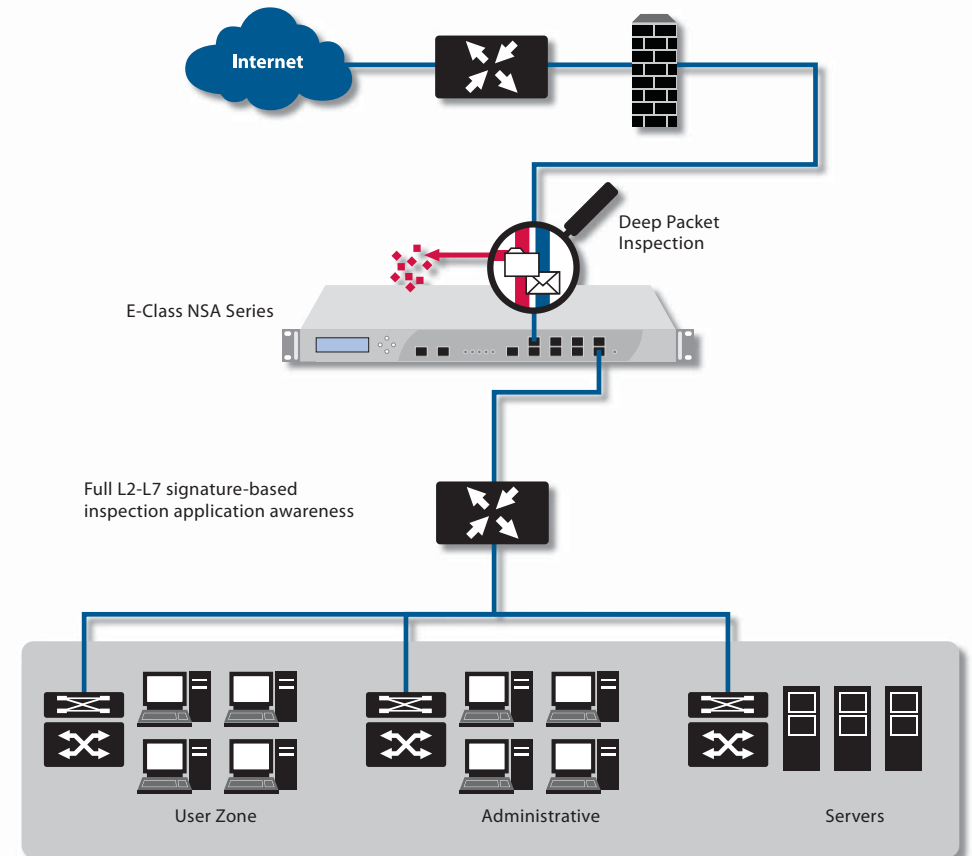 Internet
Deep Packet
Inspection
E-Class NSA Series
Full L2-L7 signature-based
inspection application awareness
User Zone
Administrative
Servers